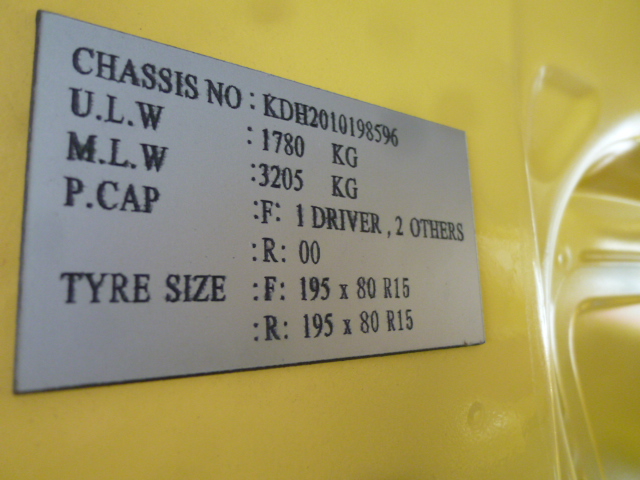 CHASSIS NO : KDH2010198596
U.L.W : 1780 KG
M.L.W : 3205 KG
P.CAP : F: 1 DRIVER , 2 OTHERS
: R: 00
TYRE SIZE : F: 195 x 80 R15
: R: 195 x 80 R15